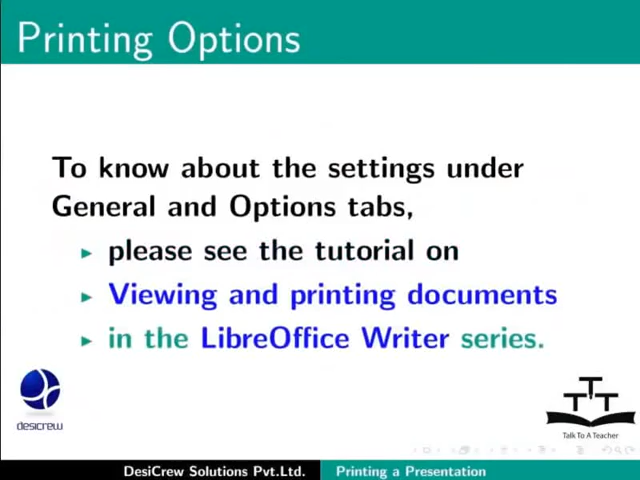 Printing Options
To know about the settings under
General and Options tabs,
please see the tutorial on
Viewing and printing documents
in the LibreOffice Writer series.
desicrew
TTT
Talk To A Teacher
DesiCrew Solutions Pvt.Ltd.
Printing a Presentation